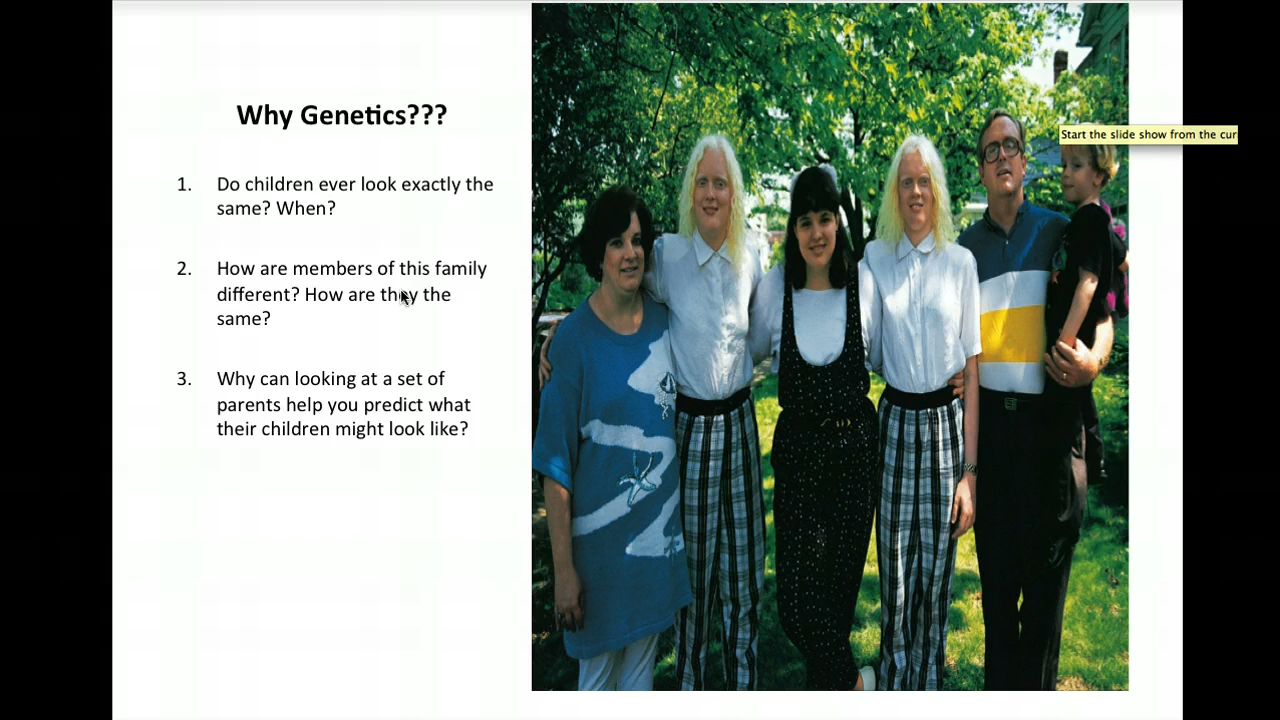 Why Genetics???
1. Do children ever look exactly the
same? When?
2. How are members of this family
different? How are they the
same?
3. Why can looking at a set of
parents help you predict what
their children might look like?
Start the slide show from the cur